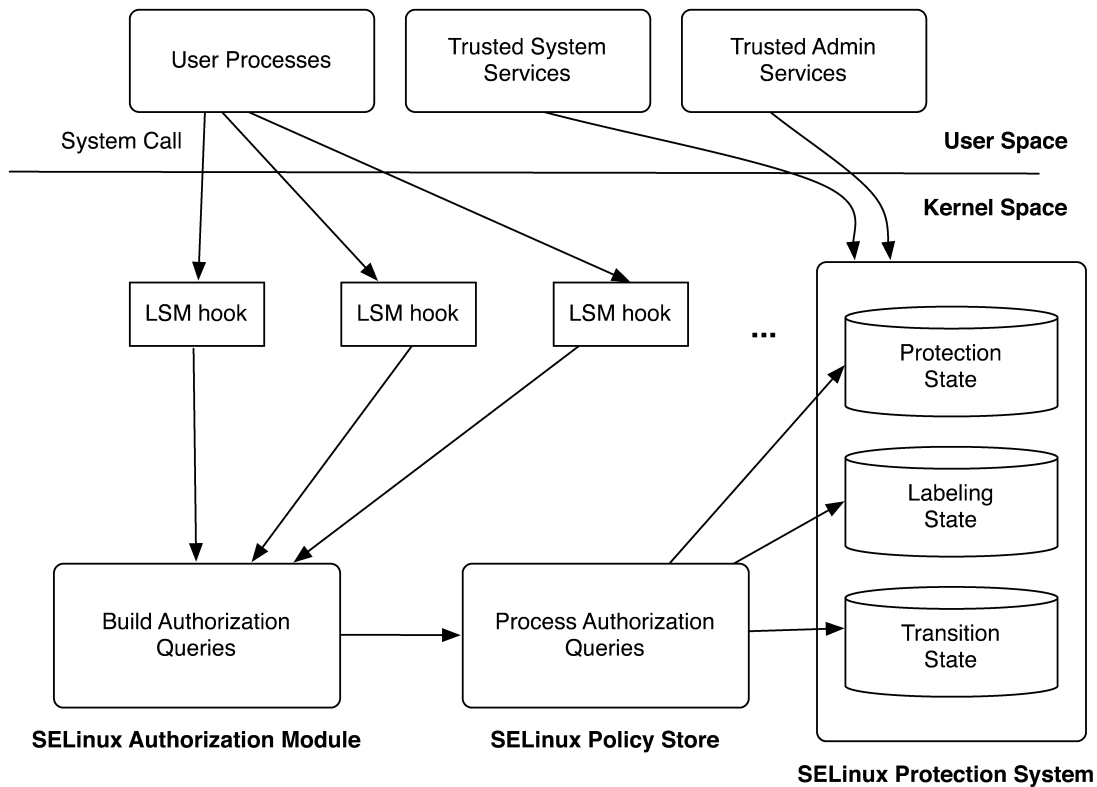 User Processes
Trusted System
Services
Trusted Admin
Services
System Call
User Space
Kernel Space
LSM hook
LSM hook
LSM hook
...
Protection
State
Labeling
State
Transition
State
Build Authorization
Queries
Process Authorization
Queries
SELinux Authorization Module
SELinux Policy Store
SELinux Protection System